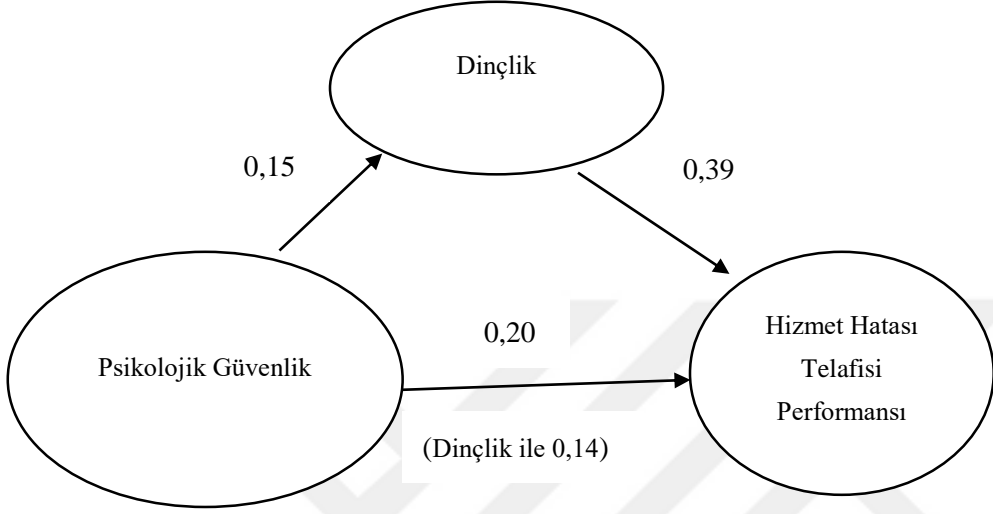 Dinçlik
0,15
0,39
Psikolojik Güvenlik
0,20
(Dinçlik ile 0,14)
Hizmet Hatası
Telafisi
Performansı